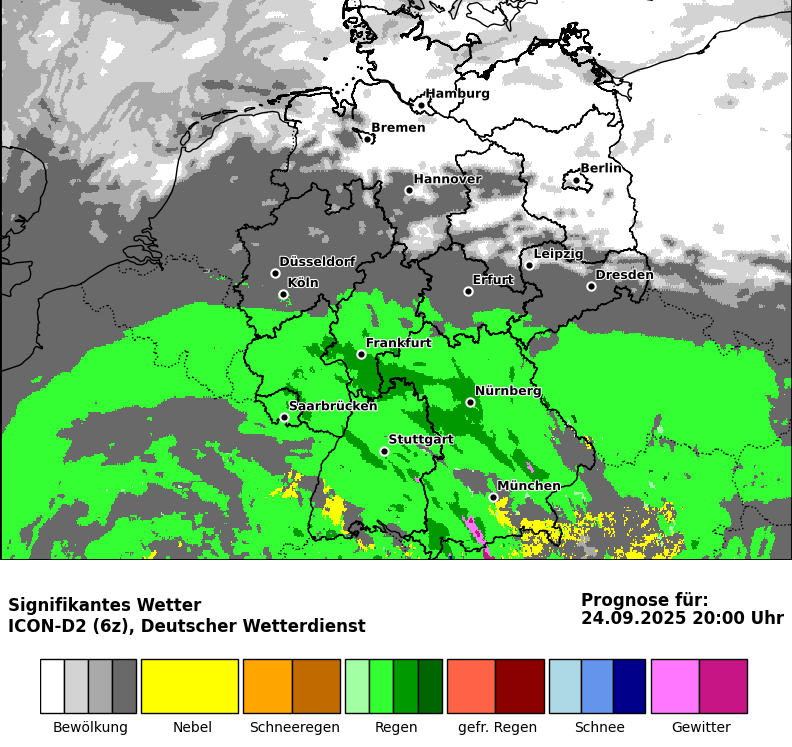 Hamburg
Bremen
Berlin
Hannover
Leipzig
Düsseldorf
Dresden
Köln
Erfurt
Frankfurt
Nürnberg
Saarbrücken
Stuttgart
München
Signifikantes Wetter
ICON-D2 (6z), Deutscher Wetterdienst
Prognose für:
24.09.2025 20:00 Uhr
Bewölkung Nebel Schneeregen Regen gefr. Regen Schnee Gewitter